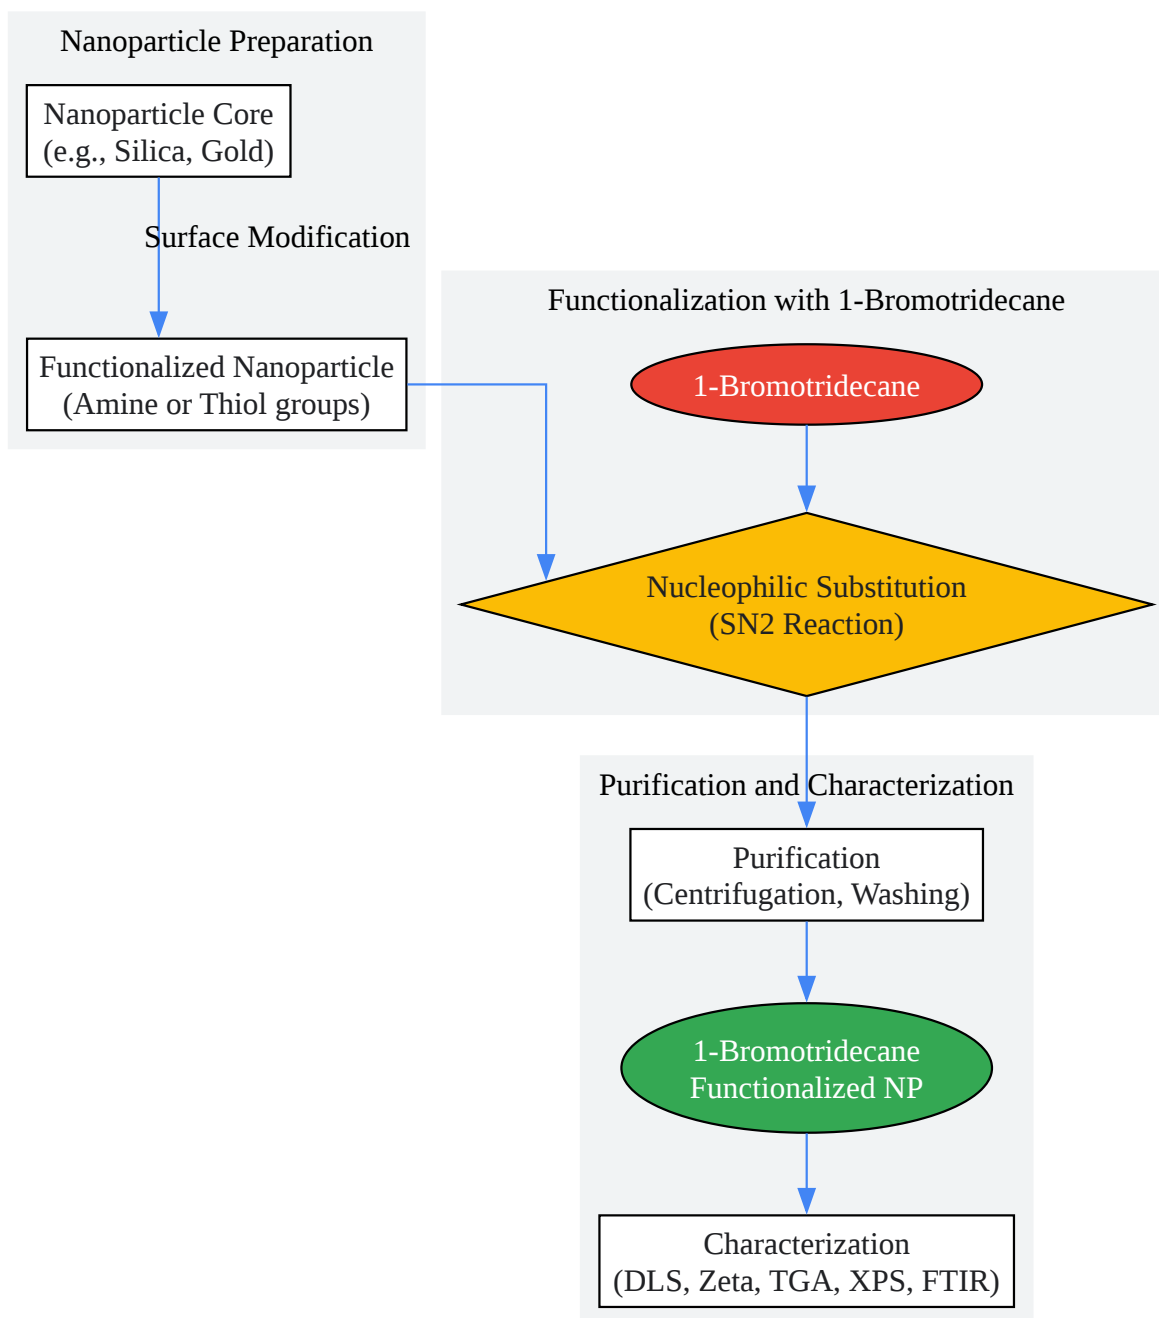 Nanoparticle Preparation
Nanoparticle Core
(e.g., Silica, Gold)
Surface Modification
Functionalized Nanoparticle
(Amine or Thiol groups)
Functionalization with 1-Bromotridecane
1-Bromotridecane
Nucleophilic Substitution
(SN2 Reaction)
Purification and Characterization
Purification
(Centrifugation, Washing)
1-Bromotridecane
Functionalized NP
Characterization
(DLS, Zeta, TGA, XPS, FTIR)